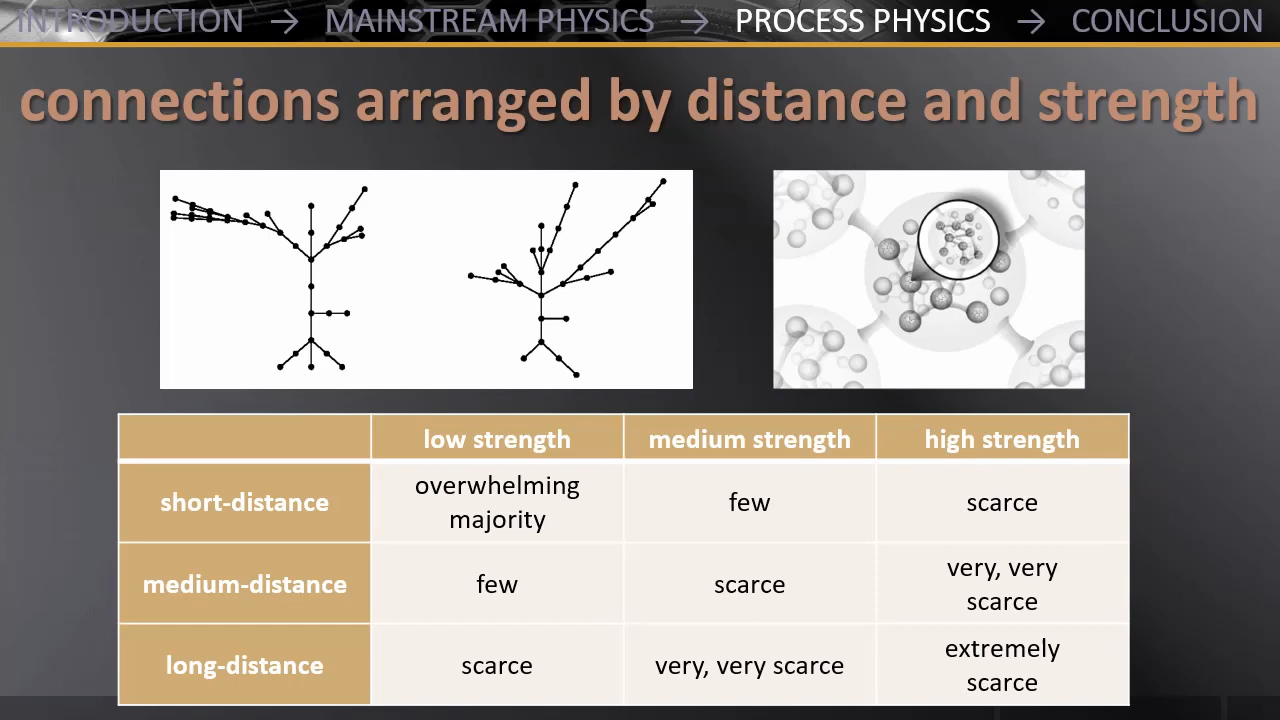 INTRODUCTION → MAINSTREAM PHYSICS → PROCESS PHYSICS → CONCLUSION
connections arranged by distance and strength
low strength medium strength high strength
short-distance overwhelming majority few scarce
medium-distance few scarce very, very scarce
long-distance scarce very, very scarce extremely scarce